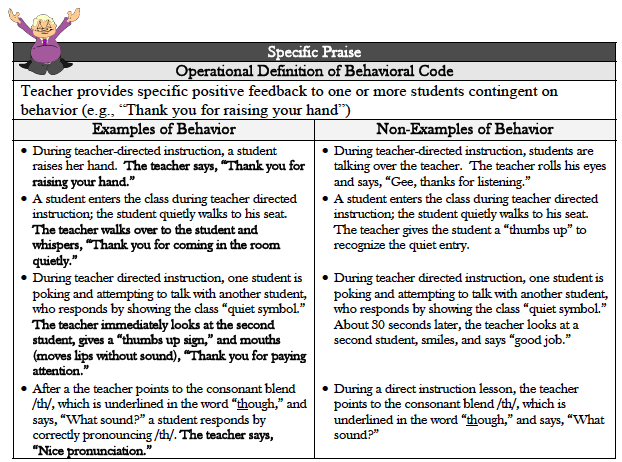 Specific Praise
Operational Definition of Behavioral Code
Teacher provides specific positive feedback to one or more students contingent on
behavior (e.g., “Thank you for raising your hand”)
Examples of Behavior
• During teacher-directed instruction, a student
raises her hand. The teacher says, “Thank you for
raising your hand.”
• A student enters the class during teacher directed
instruction; the student quietly walks to his seat.
The teacher walks over to the student and
whispers, “Thank you for coming in the room
quietly.”
• During teacher directed instruction, one student is
poking and attempting to talk with another student,
who responds by showing the class “quiet symbol.”
The teacher immediately looks at the second
student, gives a “thumbs up sign,” and mouths
(moves lips without sound), “Thank you for paying
attention.”
• After a the teacher points to the consonant blend
/th/, which is underlined in the word “though,” and
says, “What sound?” a student responds by
correctly pronouncing /th/. The teacher says,
“Nice pronunciation.”
Non-Examples of Behavior
• During teacher-directed instruction, students are
talking over the teacher. The teacher rolls his eyes
and says, “Gee, thanks for listening.”
• A student enters the class during teacher directed
instruction; the student quietly walks to his seat.
The teacher gives the student a “thumbs up” to
recognize the quiet entry.
• During teacher directed instruction, one student is
poking and attempting to talk with another student,
who responds by showing the class “quiet symbol.”
About 30 seconds later, the teacher looks at a
second student, smiles, and says “good job.”
• During a direct instruction lesson, the teacher
points to the consonant blend /th/, which is
underlined in the word “though,” and says, “What
sound?”